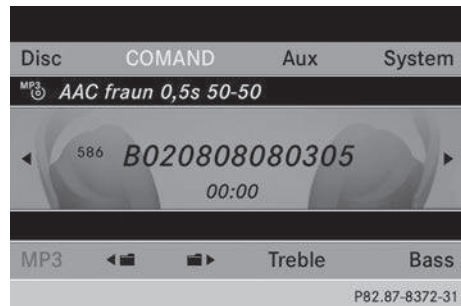 Disc COMAND Aux System
MP3 AAC fraun 0,5s 50-50
586 B020808080305
00:00
MP3 Treble Bass
P82.87-8372-31